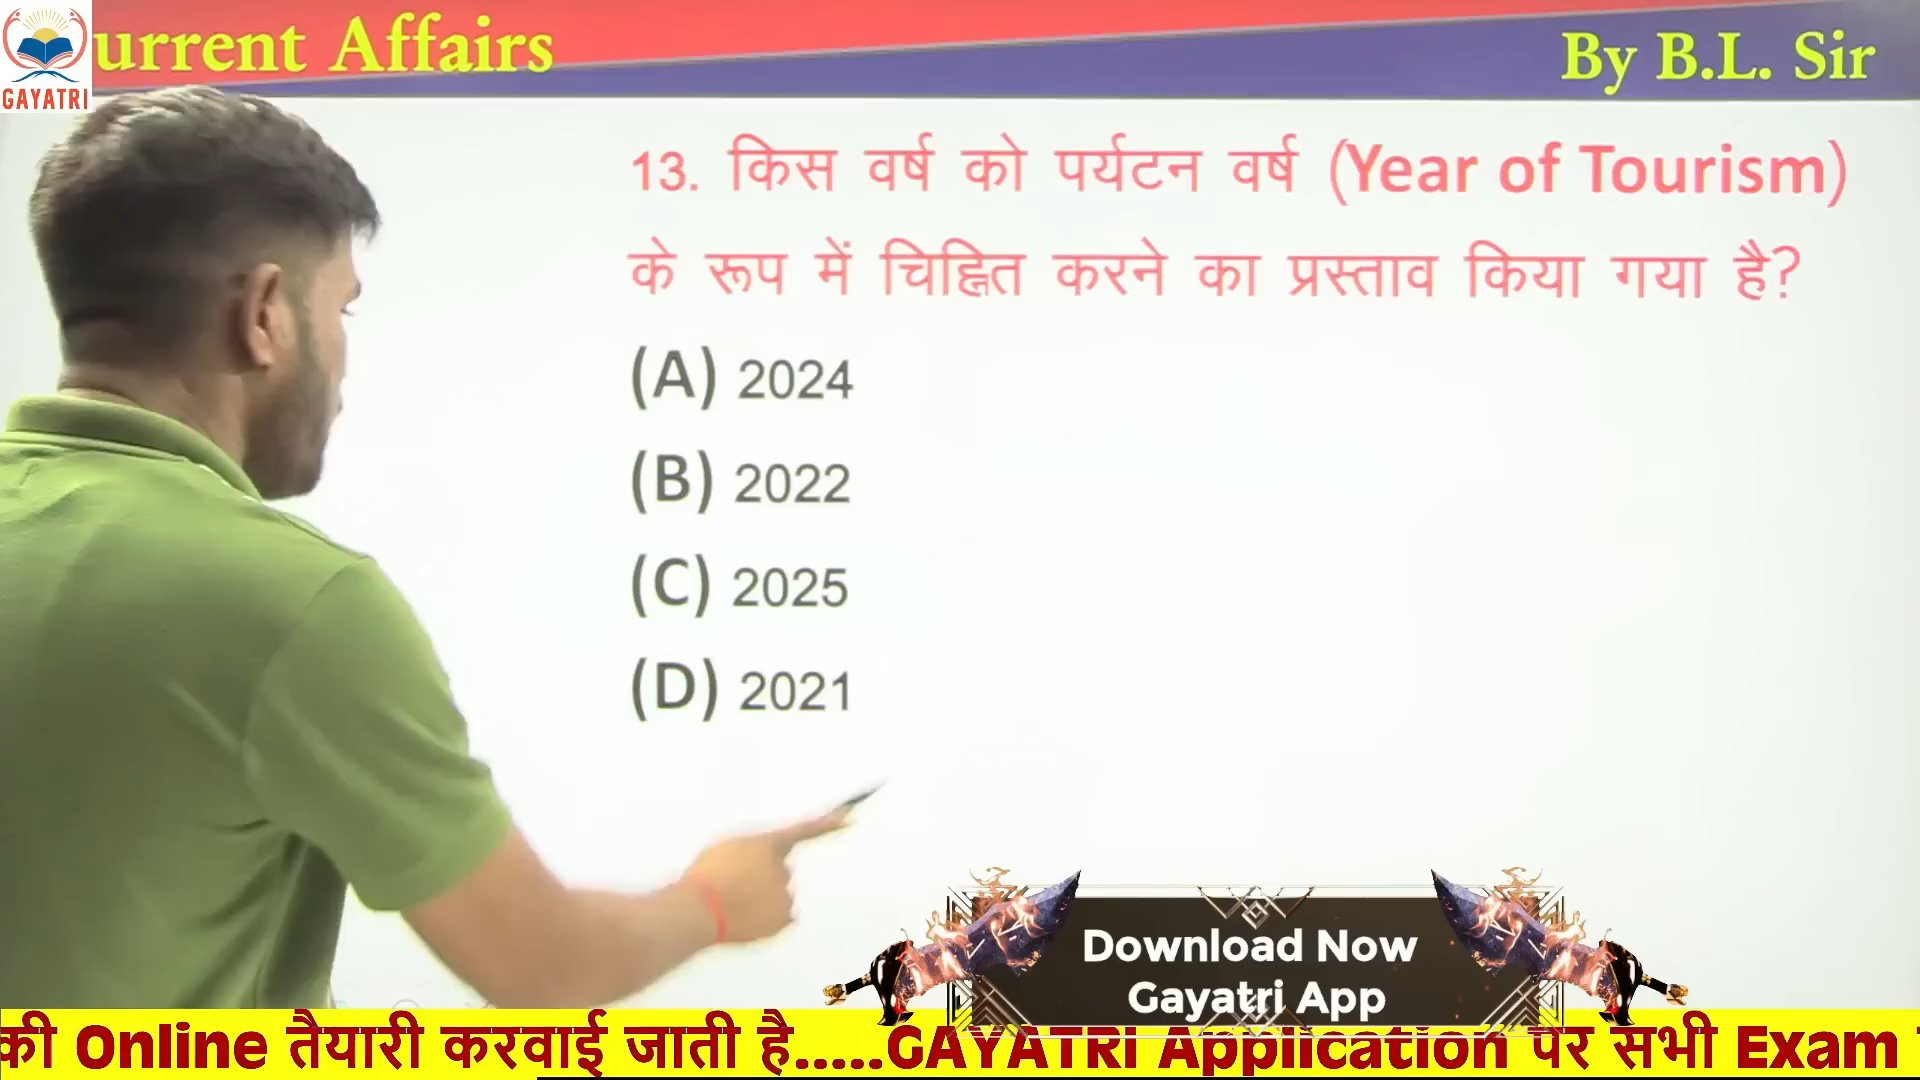 urrent Affairs
By B.L. Sir
GAYATRI
13. किस वर्ष को पर्यटन वर्ष (Year of Tourism)
के रूप में चिह्नित करने का प्रस्ताव किया गया है?
(A) 2024
(B) 2022
(C) 2025
(D) 2021
Download Now
Gayatri App
की Online तैयारी करवाई जाती है.....GAYATRI Application पर सभी Exam